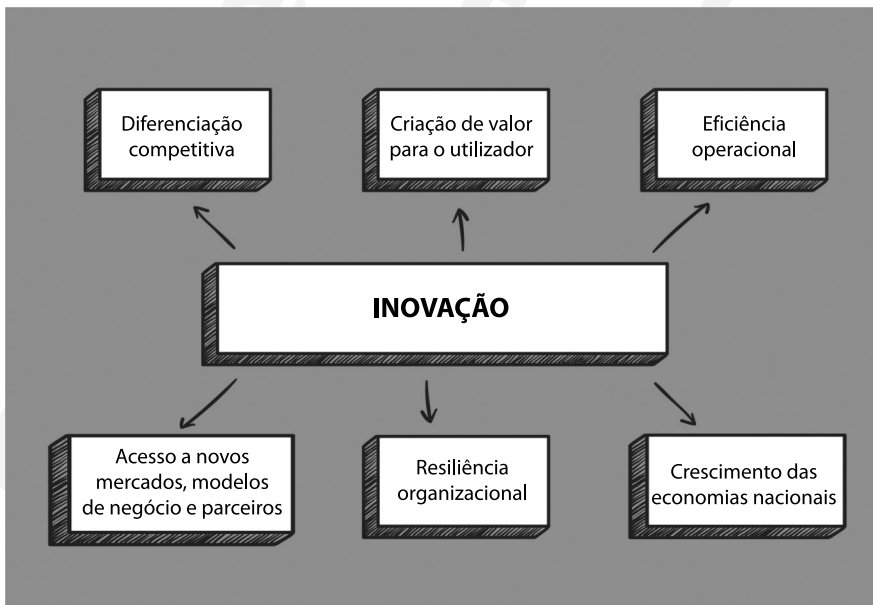 Diferenciação
competitiva
Criação de valor
para o utilizador
Eficiência
operacional
INOVAÇÃO
Acesso a novos
mercados, modelos
de negócio e parceiros
Resiliência
organizacional
Crescimento das
economias nacionais